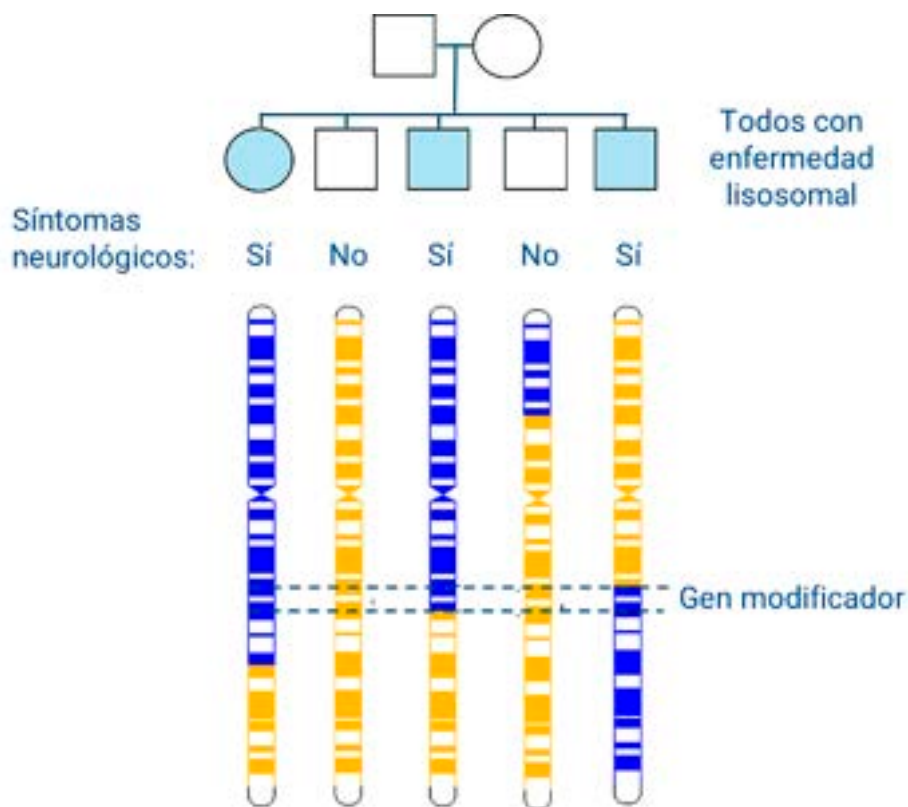 Todos con
enfermedad
lisosomal
Síntomas
neurológicos:
Sí No Sí No Sí
Gen modificador